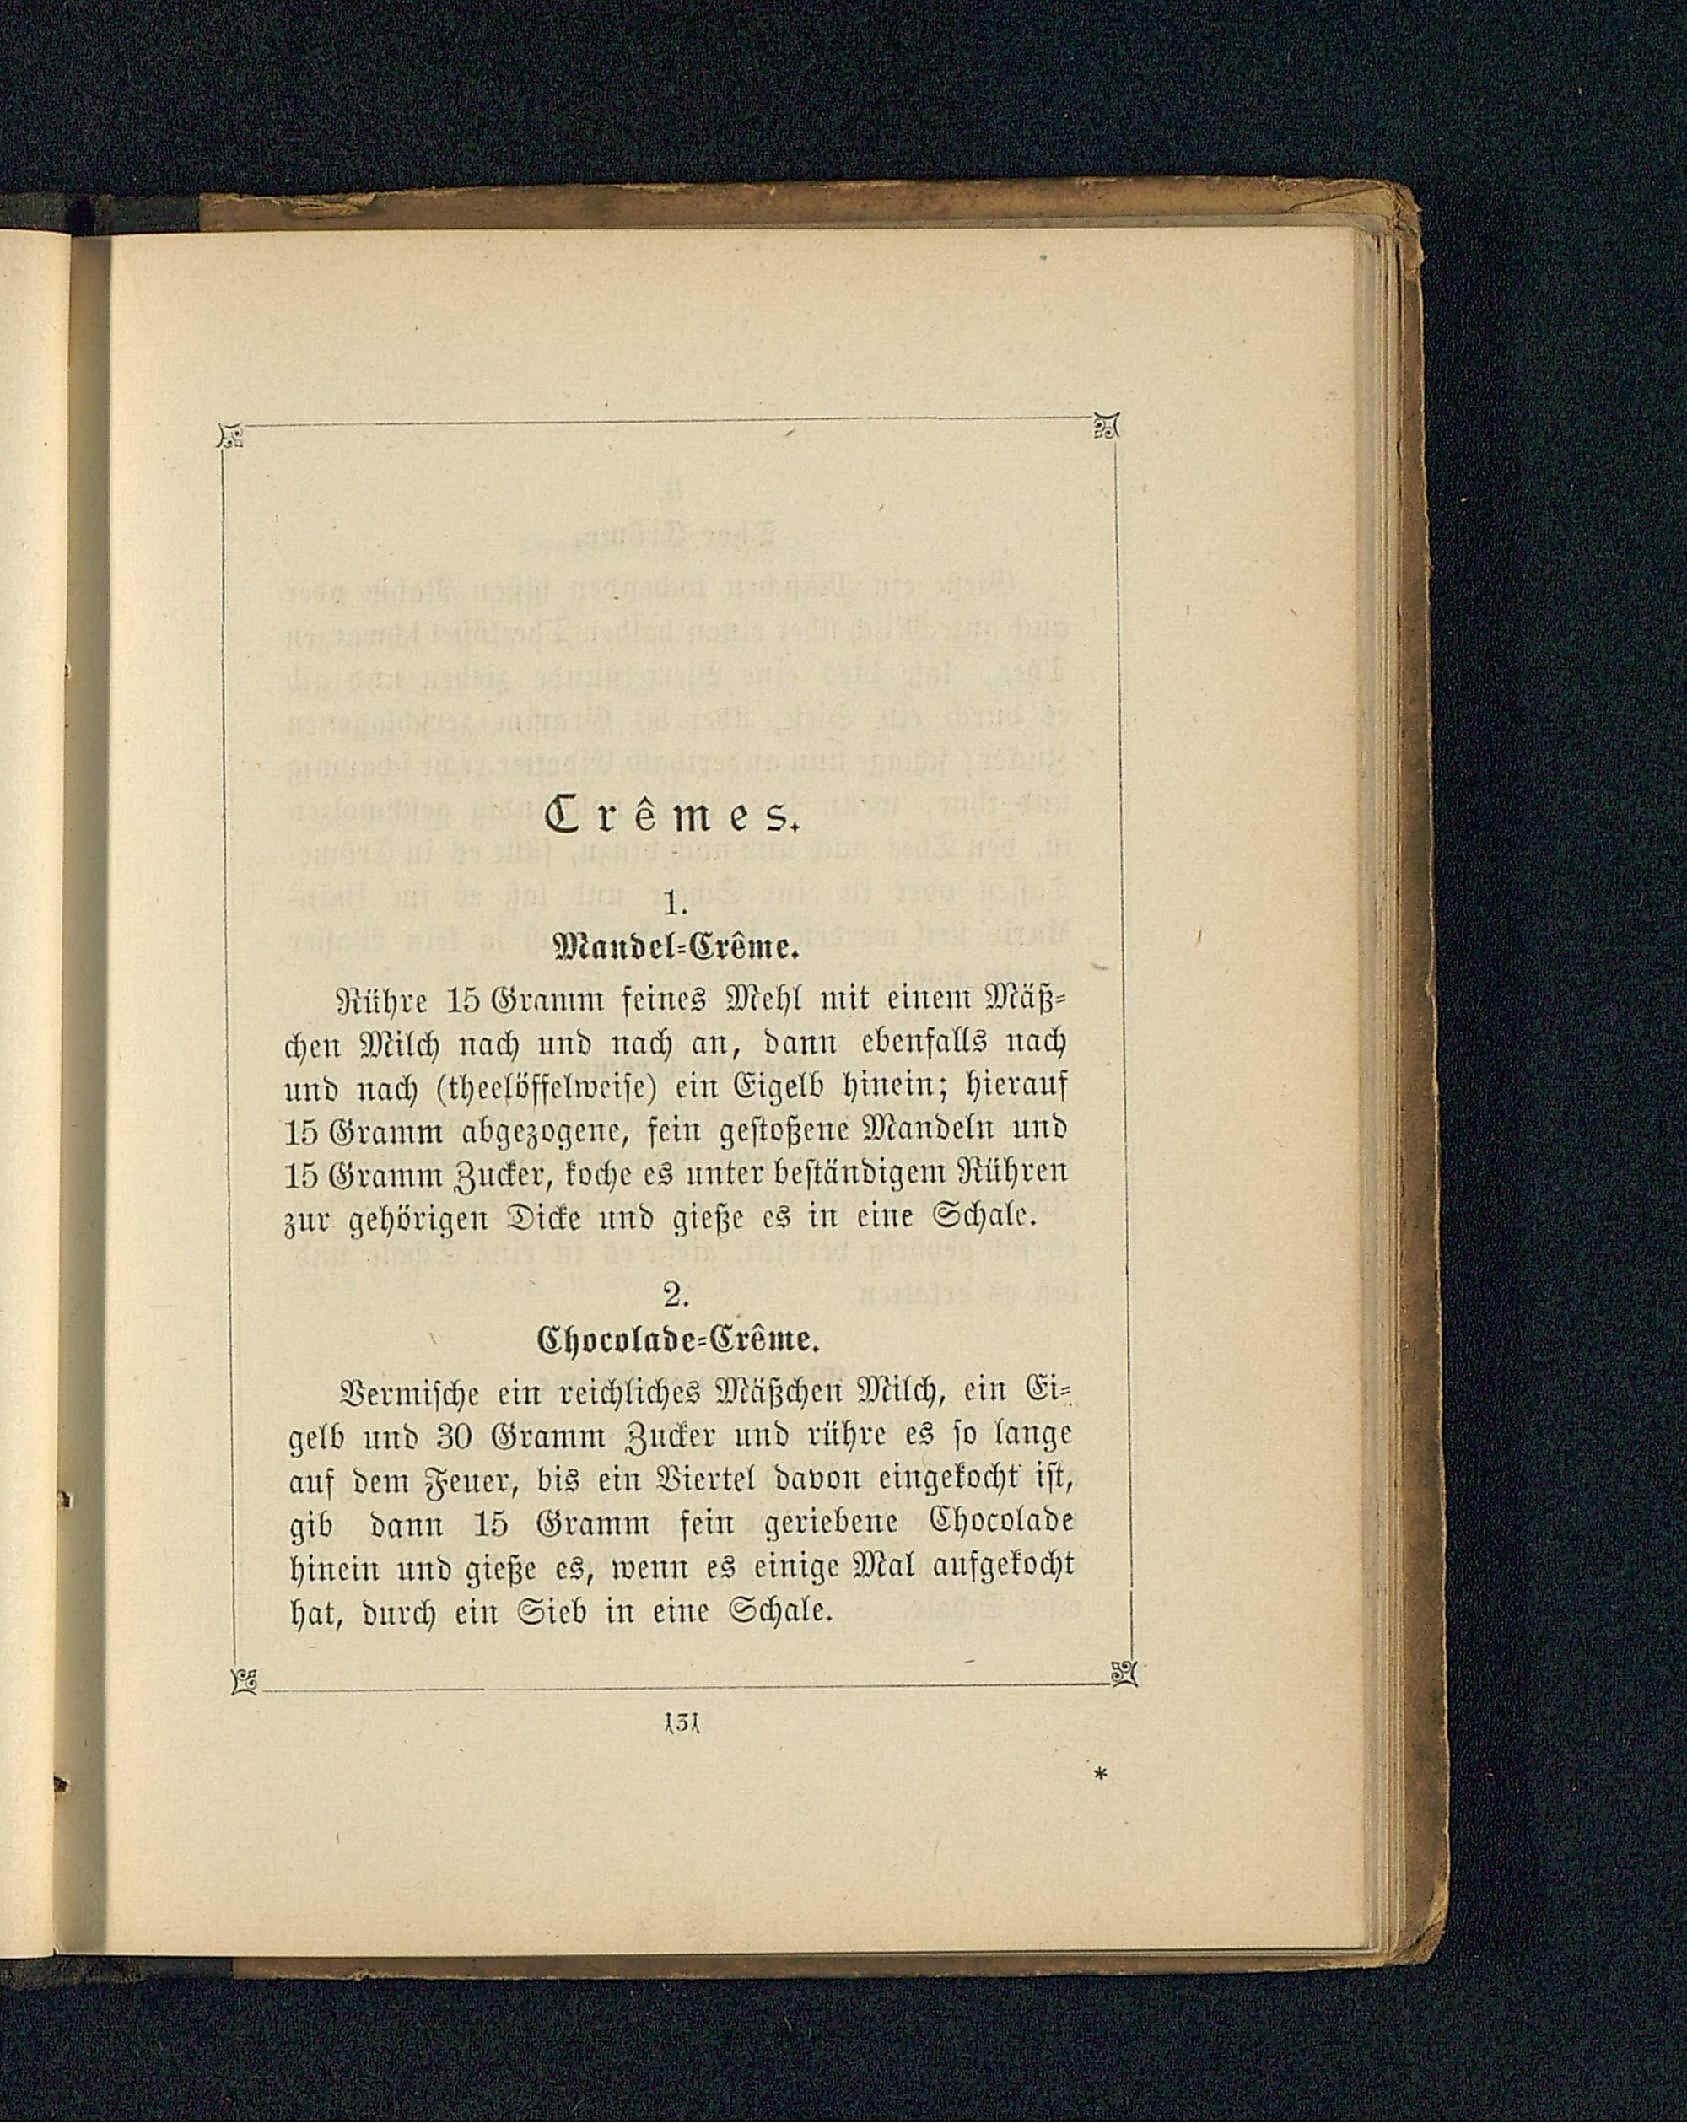 Crêmes.
1.
Mandel-Crême.
Rühre 15 Gramm feines Mehl mit einem Mäß-
chen Milch nach und nach an, dann ebenfalls nach
und nach (theelöffelweise) ein Eigelb hinein; hierauf
15 Gramm abgezogene, fein gestoßene Mandeln und
15 Gramm Zucker, koche es unter beständigem Rühren
zur gehörigen Dicke und gieße es in eine Schale.
2.
Chocolade-Crême.
Vermische ein reichliches Mäßchen Milch, ein Ei-
gelb und 30 Gramm Zucker und rühre es so lange
auf dem Feuer, bis ein Viertel davon eingekocht ist,
gib dann 15 Gramm fein geriebene Chocolade
hinein und gieße es, wenn es einige Mal aufgekocht
hat, durch ein Sieb in eine Schale.
131
*